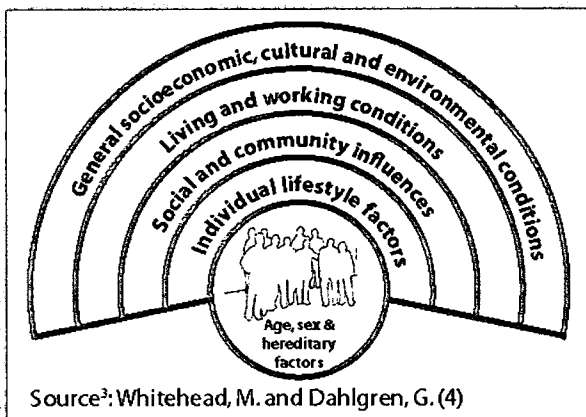 General socioeconomic, cultural and environmental conditions
Living and working conditions
Social and community influences
Individual lifestyle factors
Age, sex &
hereditary
factors
Source³: Whitehead, M. and Dahlgren, G. (4)